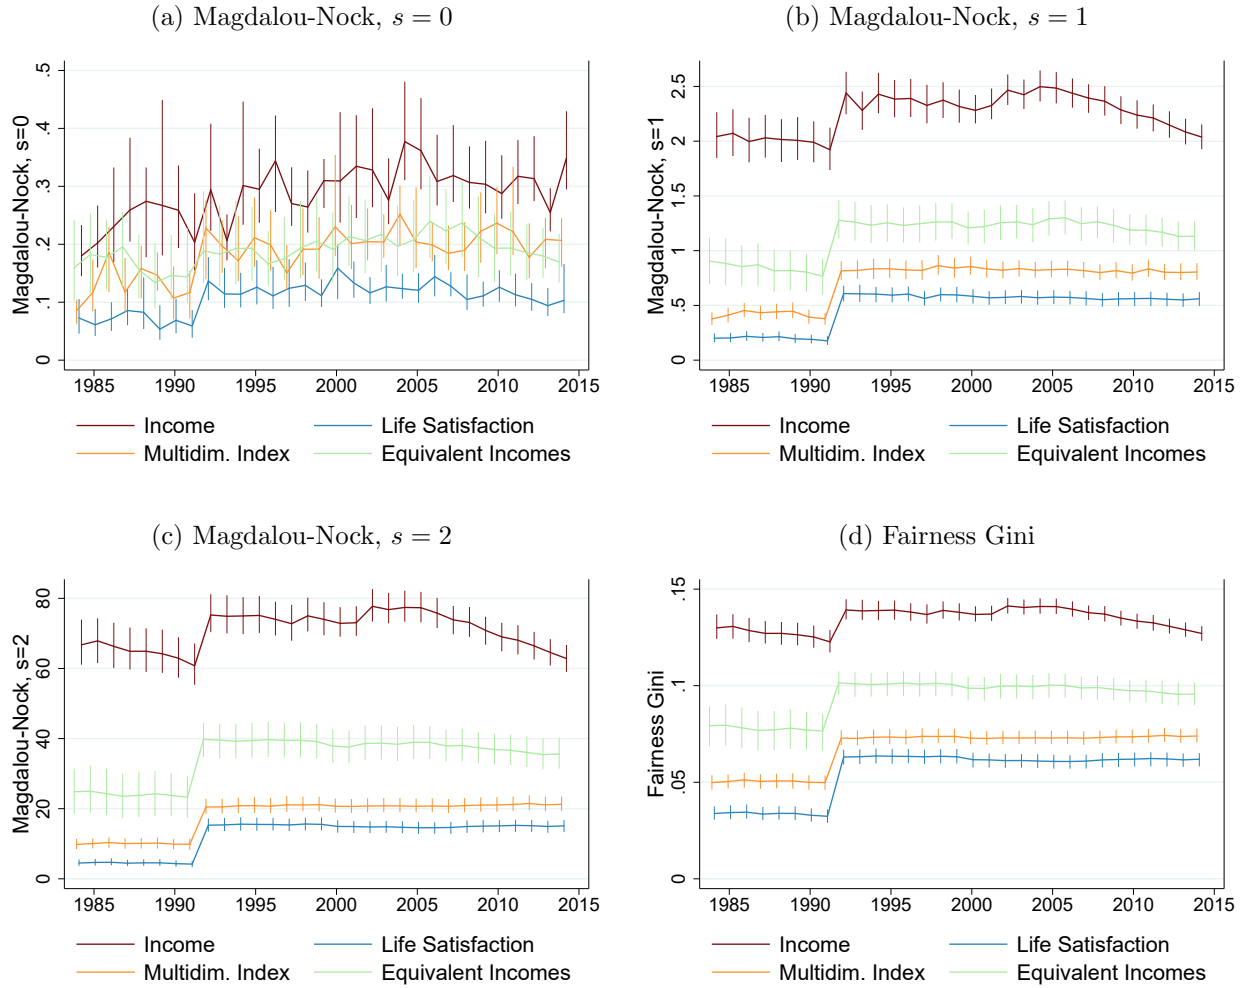 (a) Magdalou-Nock, s = 0
Magdalou-Nock, s=0
.5
.4
.3
.2
.1
0
1985 1990 1995 2000 2005 2010 2015
Income Life Satisfaction
Multidim. Index Equivalent Incomes
(b) Magdalou-Nock, s = 1
Magdalou-Nock, s=1
2.5
2
1.5
1
.5
0
1985 1990 1995 2000 2005 2010 2015
Income Life Satisfaction
Multidim. Index Equivalent Incomes
(c) Magdalou-Nock, s = 2
Magdalou-Nock, s=2
80
60
40
20
0
1985 1990 1995 2000 2005 2010 2015
Income Life Satisfaction
Multidim. Index Equivalent Incomes
(d) Fairness Gini
Fairness Gini
.15
.1
.05
0
1985 1990 1995 2000 2005 2010 2015
Income Life Satisfaction
Multidim. Index Equivalent Incomes